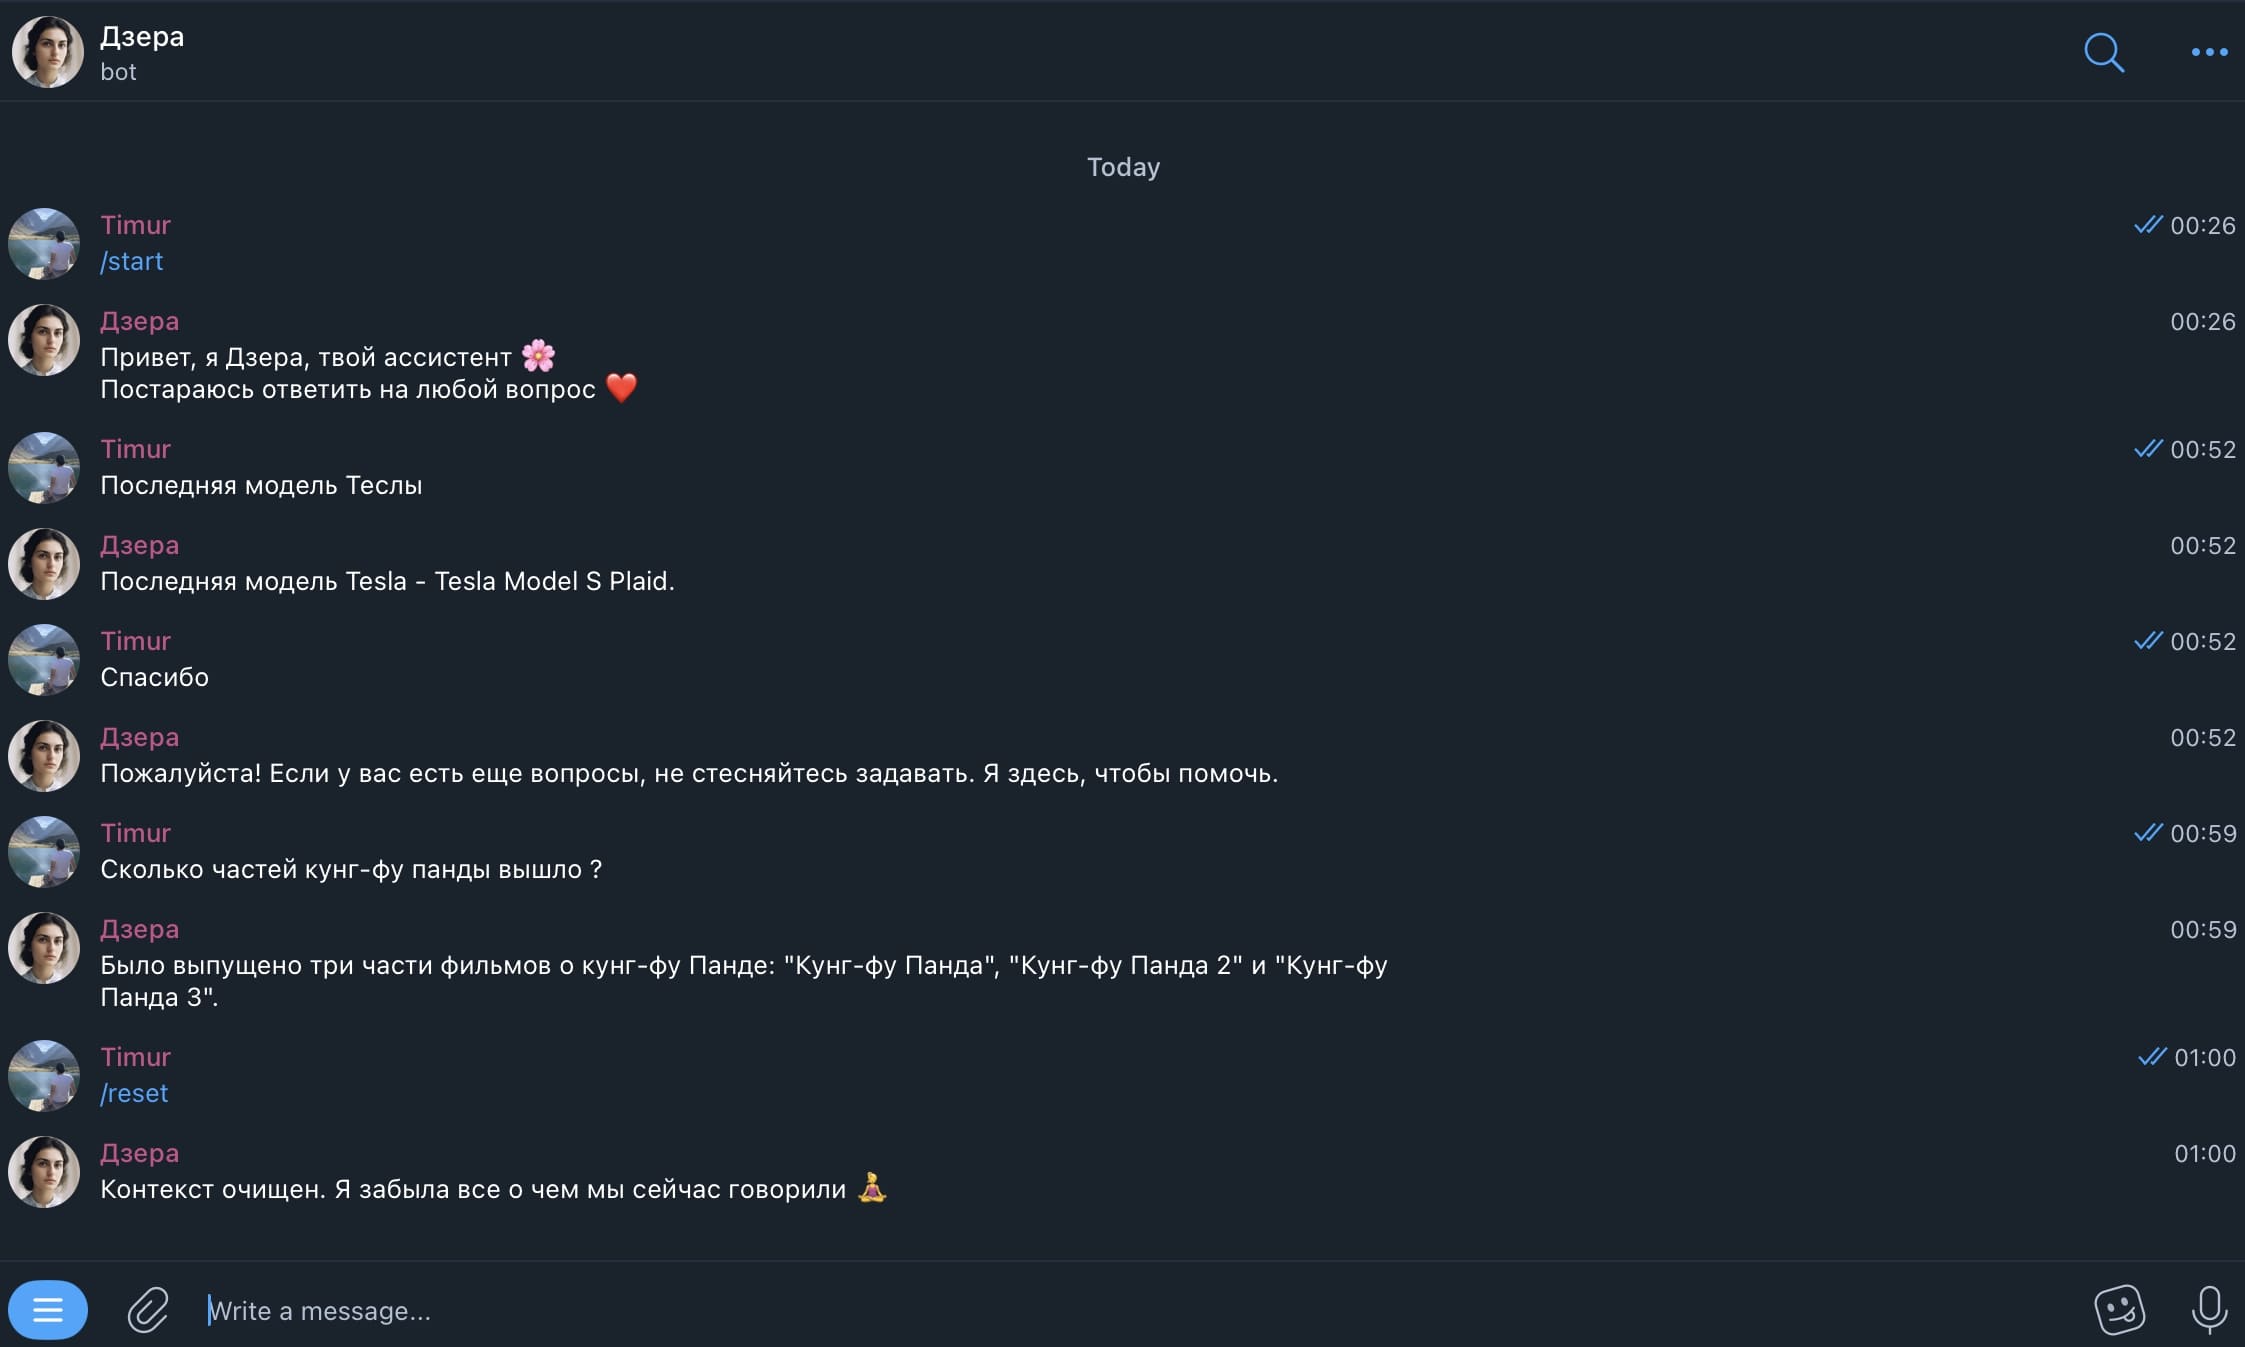 Дзера
bot
Today
Timur
00:26
/start
Дзера
00:26
Привет, я Дзера, твой ассистент 🌸
Постараюсь ответить на любой вопрос ❤️
Timur
00:52
Последняя модель Теслы
Дзера
00:52
Последняя модель Tesla - Tesla Model S Plaid.
Timur
00:52
Спасибо
Дзера
00:52
Пожалуйста! Если у вас есть еще вопросы, не стесняйтесь задавать. Я здесь, чтобы помочь.
Timur
00:59
Сколько частей кунг-фу панды вышло ?
Дзера
00:59
Было выпущено три части фильмов о кунг-фу Панде: "Кунг-фу Панда", "Кунг-фу Панда 2" и "Кунг-фу
Панда 3".
Timur
01:00
/reset
Дзера
01:00
Контекст очищен. Я забыла все о чем мы сейчас говорили 🧘‍♀️
Write a message...